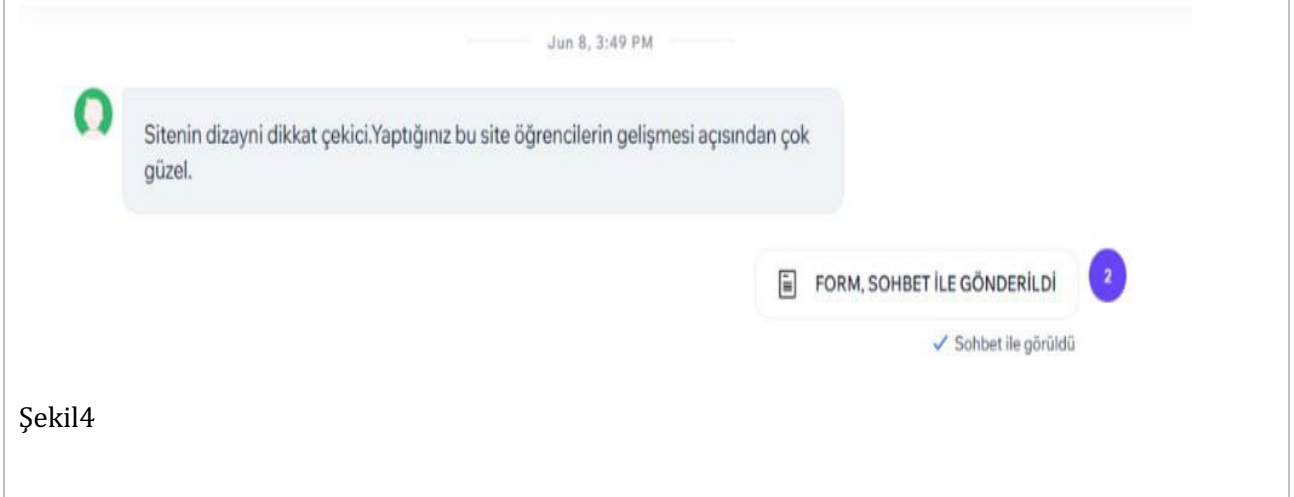 Jun 8, 3:49 PM
Sitenin dizayni dikkat çekici.Yaptığınız bu site öğrencilerin gelişmesi açısından çok
güzel.
FORM, SOHBET İLE GÖNDERİLDİ
2
Sohbet ile görüldü
Şekil4